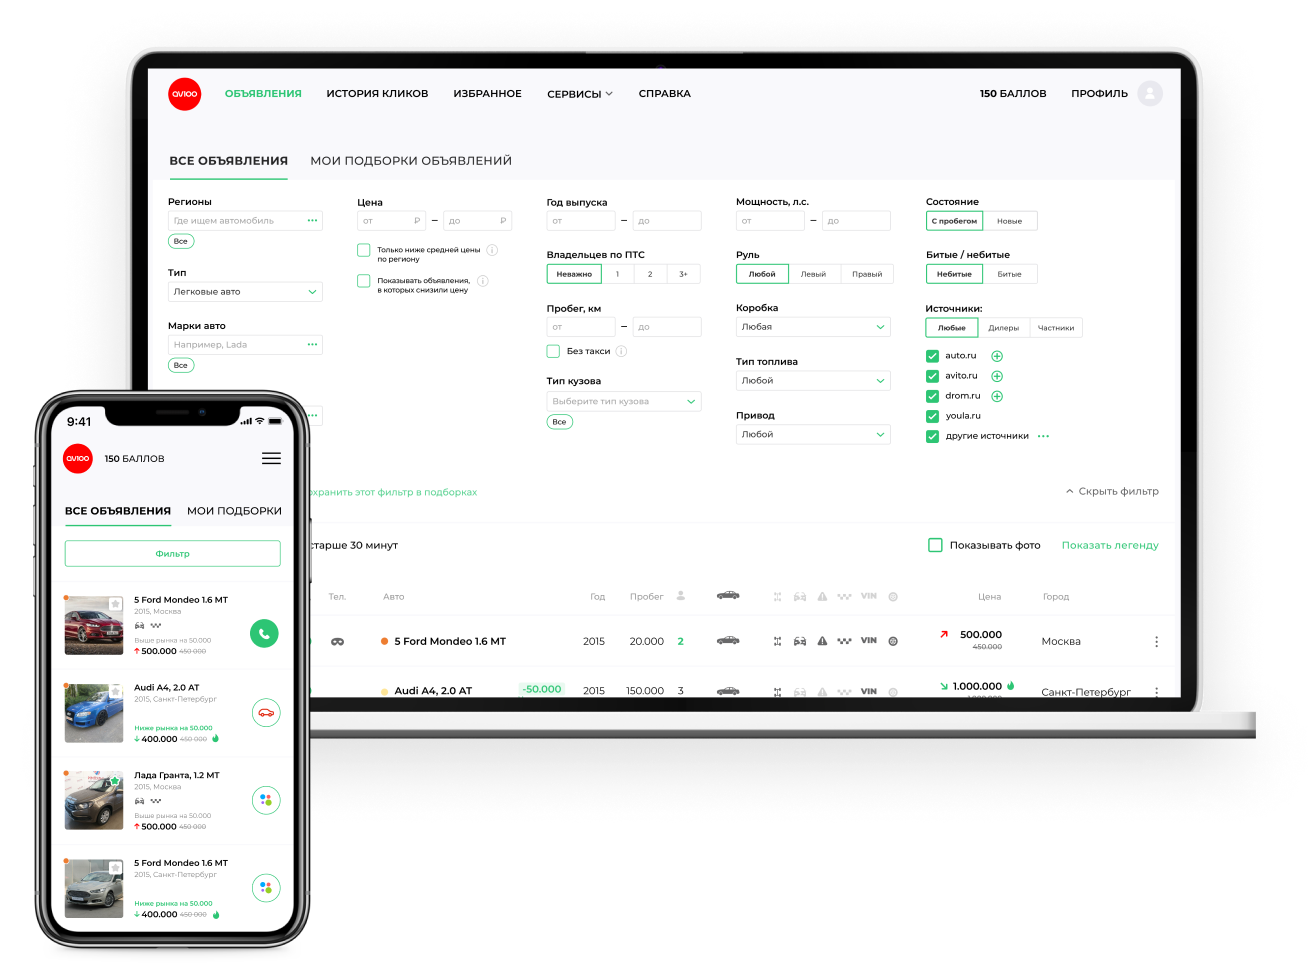 av100
ОБЪЯВЛЕНИЯ
ИСТОРИЯ КЛИКОВ
ИЗБРАННОЕ
СЕРВИСЫ
СПРАВКА
150 БАЛЛОВ
ПРОФИЛЬ
ВСЕ ОБЪЯВЛЕНИЯ
МОИ ПОДБОРКИ ОБЪЯВЛЕНИЙ
Регионы
Где ищем автомобиль
Все
Тип
Легковые авто
Марки авто
Например, Lada
Все
Цена
от ₽ – до ₽
Только ниже средней цены
по региону
Показывать объявления,
в которых снизили цену
Год выпуска
от – до
Владельцев по ПТС
Неважно 1 2 3+
Пробег, км
от – до
Без такси
Тип кузова
Выберите тип кузова
Все
Мощность, л.с.
от – до
Руль
Любой Левый Правый
Коробка
Любая
Тип топлива
Любой
Привод
Любой
Состояние
С пробегом Новые
Битые / небитые
Небитые Битые
Источники:
Любые Дилеры Частники
auto.ru
avito.ru
drom.ru
youla.ru
другие источники
охранить этот фильтр в подборках
Скрыть фильтр
старше 30 минут
Показывать фото
Показать легенду
Тел. Авто Год Пробег VIN Цена Город
5 Ford Mondeo 1.6 МТ 2015 20.000 2 VIN 500.000 Москва
450.000
Audi A4, 2.0 AT -50.000 2015 150.000 3 VIN 1.000.000 Санкт-Петербург
9:41
av100
150 БАЛЛОВ
ВСЕ ОБЪЯВЛЕНИЯ
МОИ ПОДБОРКИ
Фильтр
5 Ford Mondeo 1.6 МТ
2015, Москва
Выше рынка на 50.000
500.000 450 000
Audi A4, 2.0 AT
2015, Санкт-Петербург
Ниже рынка на 50.000
400.000 450 000
Лада Гранта, 1.2 МТ
2015, Москва
Выше рынка на 50.000
500.000 450 000
5 Ford Mondeo 1.6 МТ
2015, Санкт-Петербург
Ниже рынка на 50.000
400.000 450 000